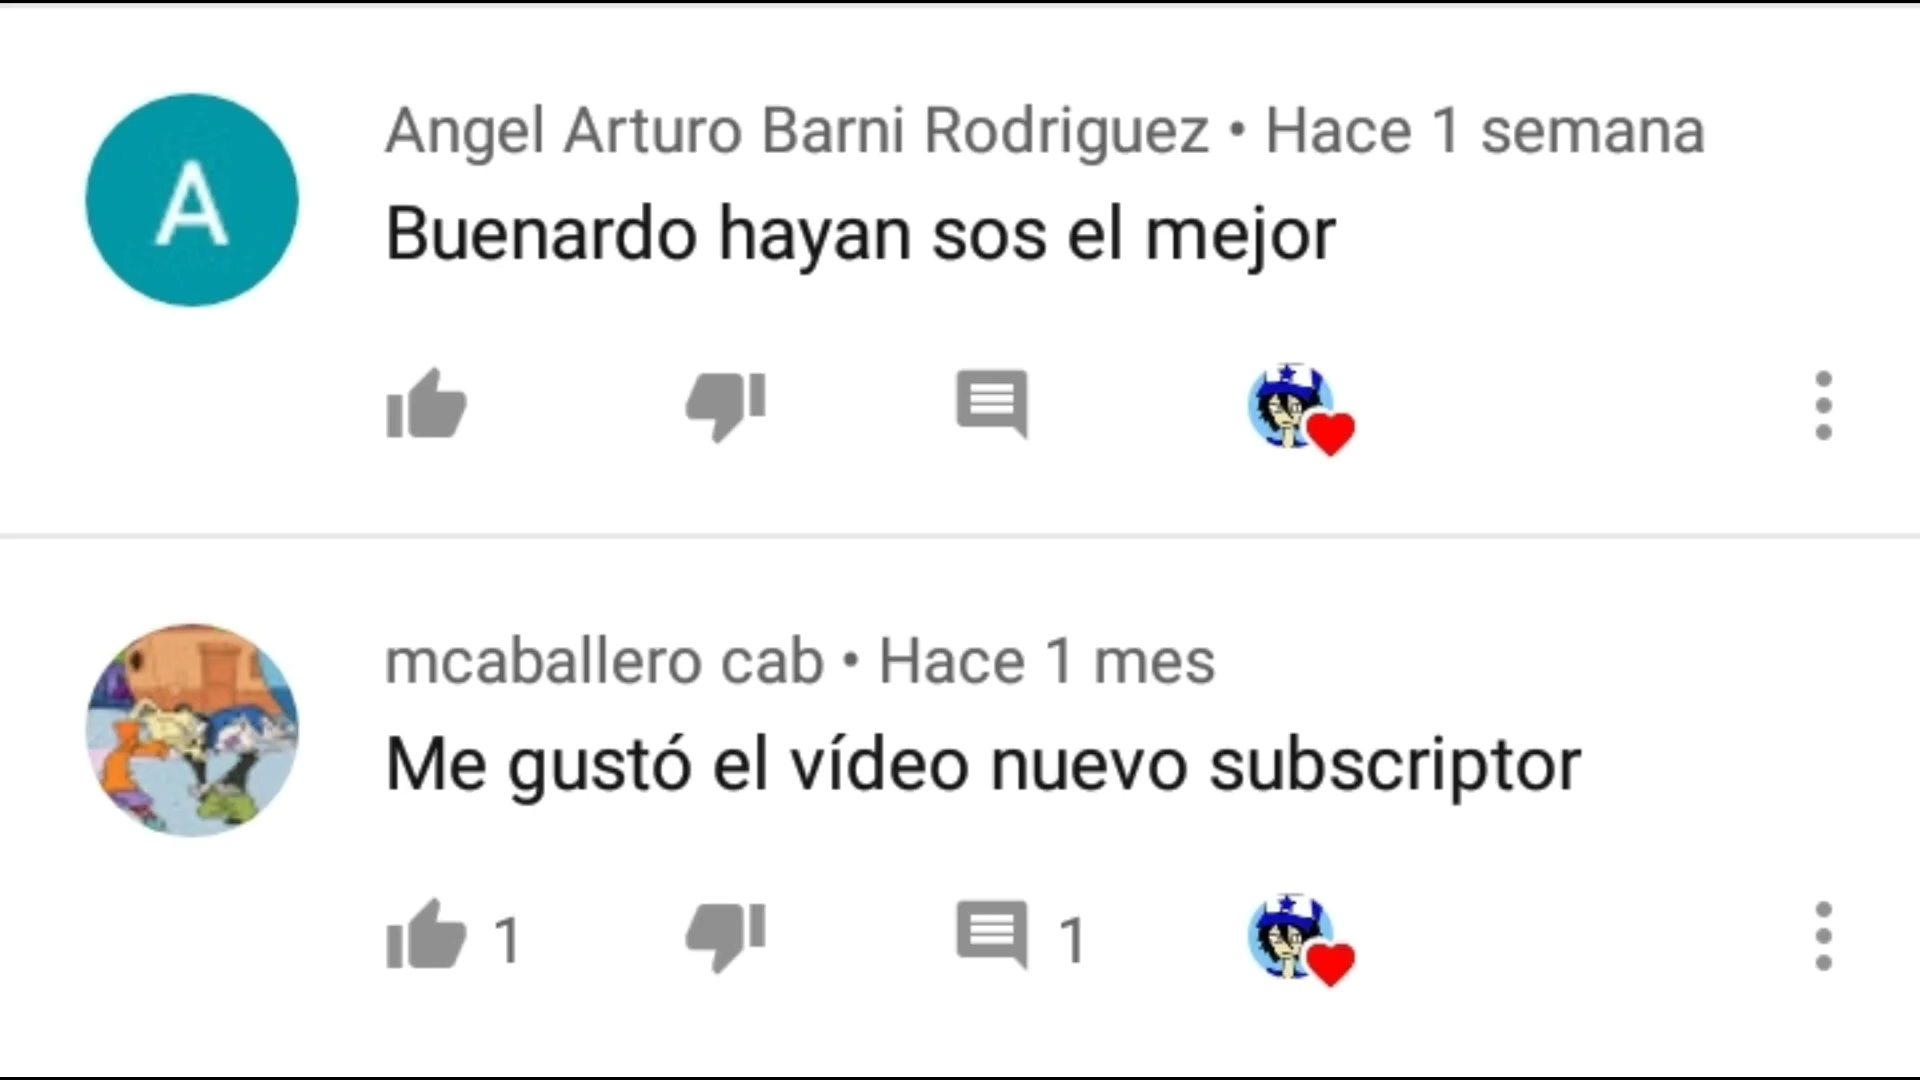 A
Angel Arturo Barni Rodriguez • Hace 1 semana
Buenardo hayan sos el mejor
mcaballero cab • Hace 1 mes
Me gustó el vídeo nuevo subscriptor
1 1